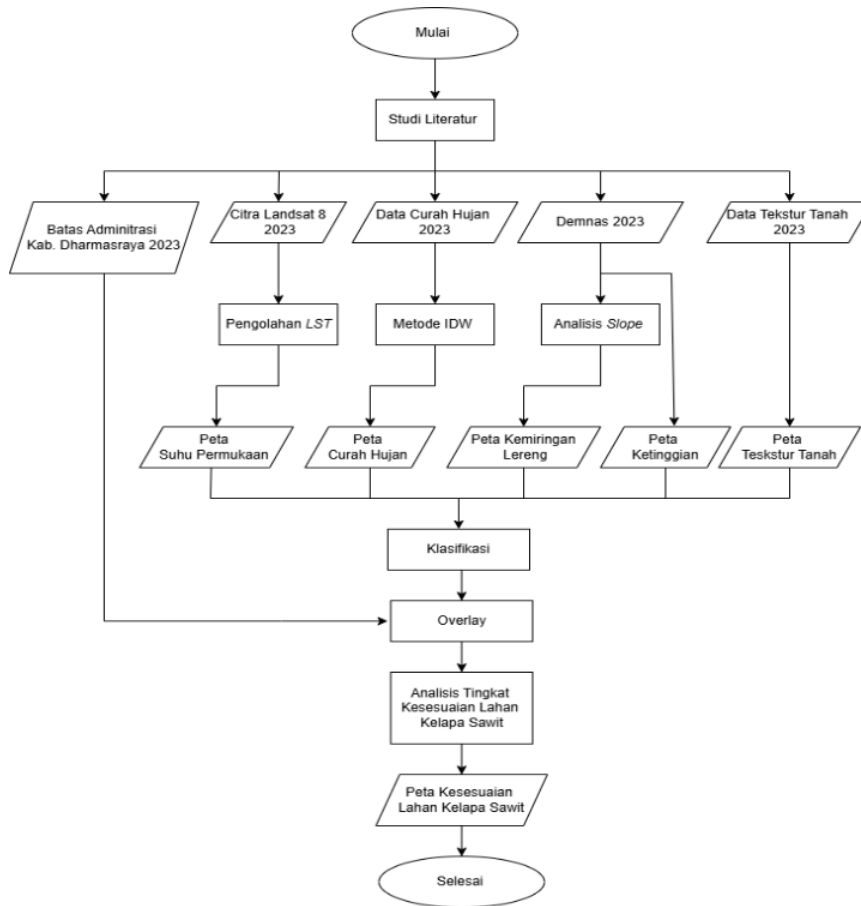 Mulai
Studi Literatur
Batas Adminitrasi
Kab. Dharmasraya 2023
Citra Landsat 8
2023
Data Curah Hujan
2023
Demnas 2023
Data Tekstur Tanah
2023
Pengolahan LST
Metode IDW
Analisis Slope
Peta
Suhu Permukaan
Peta
Curah Hujan
Peta Kemiringan
Lereng
Peta
Ketinggian
Peta
Teskstur Tanah
Klasifikasi
Overlay
Analisis Tingkat
Kesesuaian Lahan
Kelapa Sawit
Peta Kesesuaian
Lahan Kelapa Sawit
Selesai